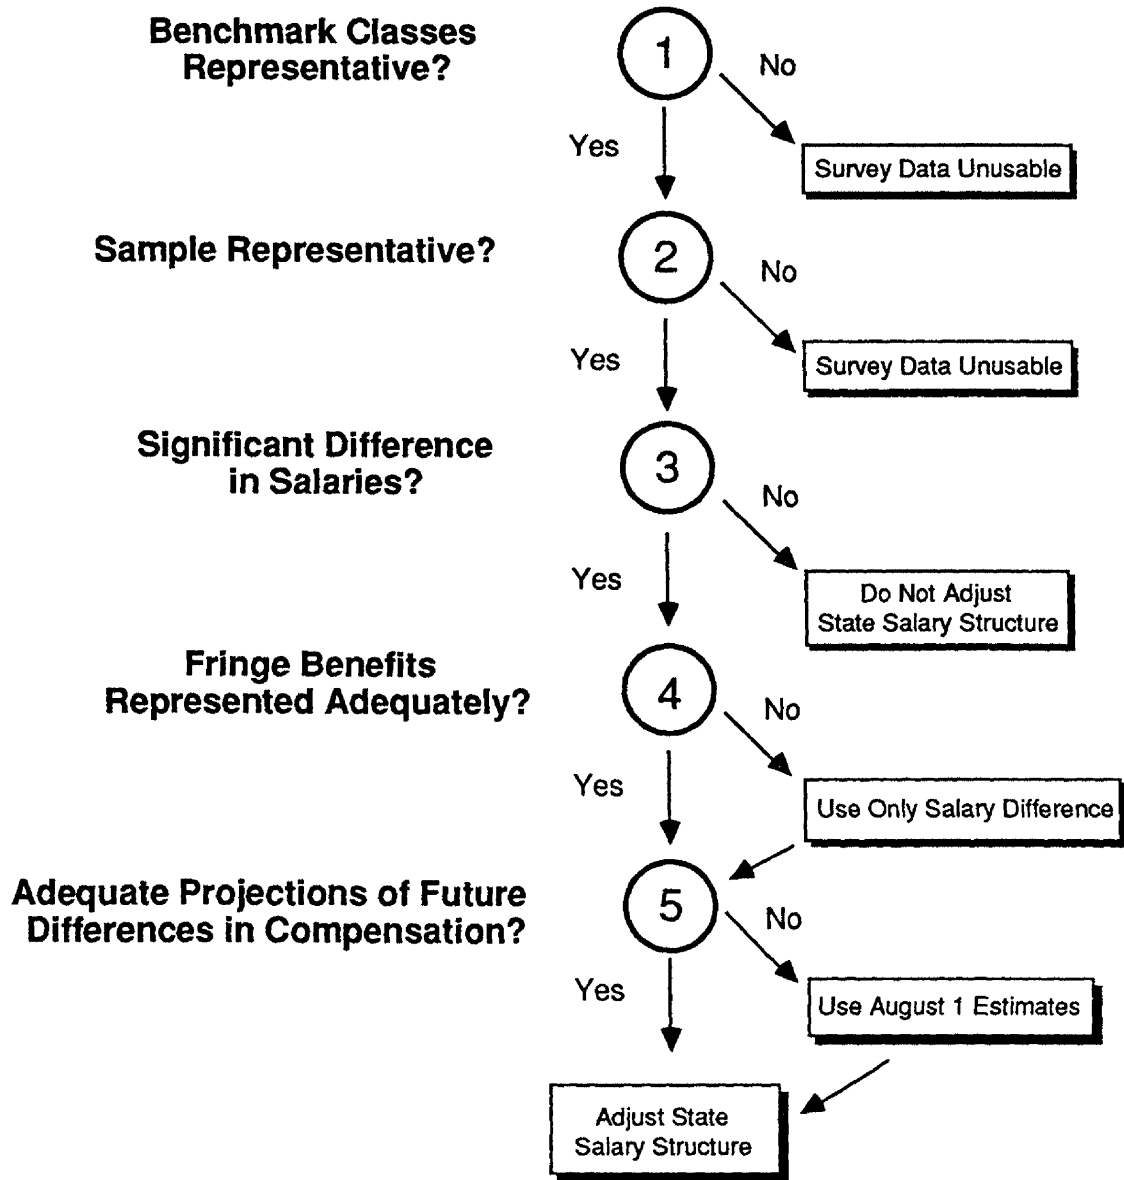 Benchmark Classes
Representative?
1
No
Yes
Survey Data Unusable
Sample Representative?
2
No
Yes
Survey Data Unusable
Significant Difference
in Salaries?
3
No
Yes
Do Not Adjust
State Salary Structure
Fringe Benefits
Represented Adequately?
4
No
Yes
Use Only Salary Difference
Adequate Projections of Future
Differences in Compensation?
5
No
Yes
Use August 1 Estimates
Adjust State
Salary Structure